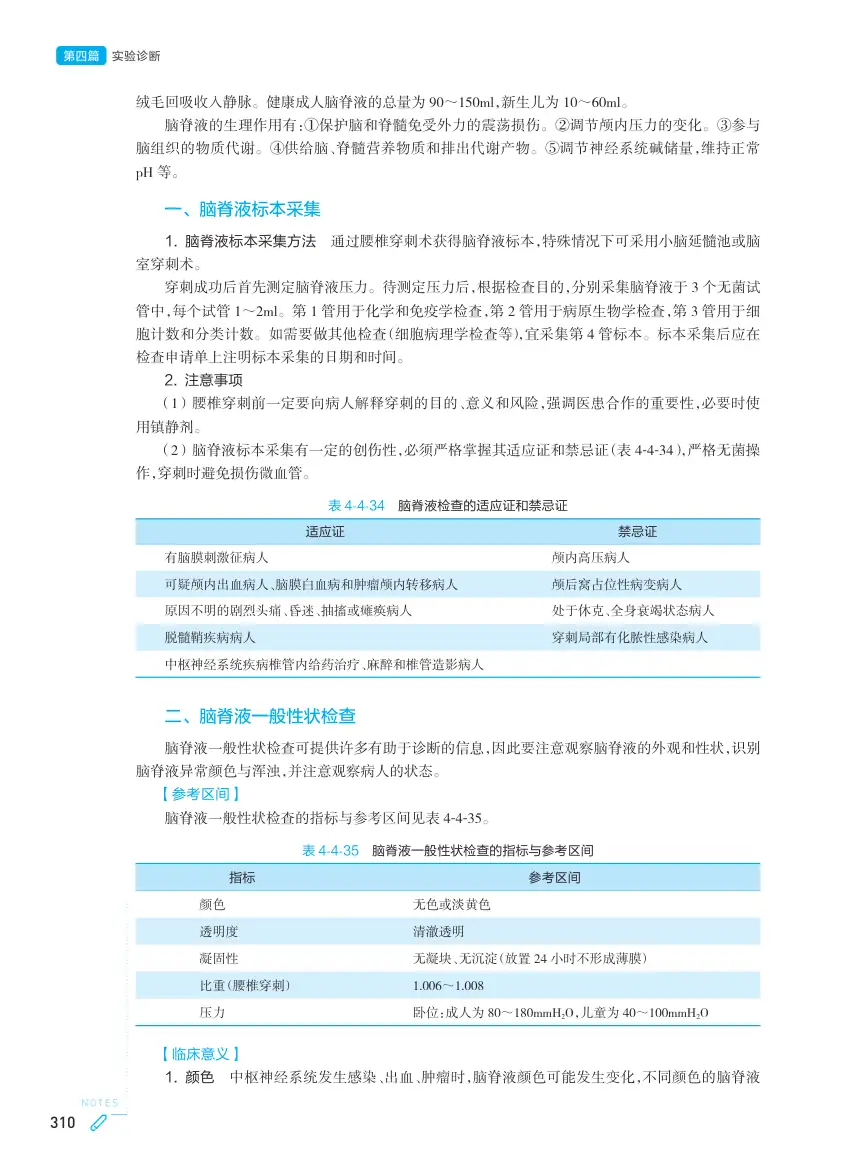 第四篇 实验诊断
绒毛回吸收入静脉。健康成人脑脊液的总量为 90～150ml,新生儿为 10～60ml。
脑脊液的生理作用有:①保护脑和脊髓免受外力的震荡损伤。②调节颅内压力的变化。③参与
脑组织的物质代谢。④供给脑、脊髓营养物质和排出代谢产物。⑤调节神经系统碱储量,维持正常
pH 等。
一、脑脊液标本采集
1. 脑脊液标本采集方法 通过腰椎穿刺术获得脑脊液标本,特殊情况下可采用小脑延髓池或脑
室穿刺术。
穿刺成功后首先测定脑脊液压力。待测定压力后,根据检查目的,分别采集脑脊液于 3 个无菌试
管中,每个试管 1～2ml。第 1 管用于化学和免疫学检查,第 2 管用于病原生物学检查,第 3 管用于细
胞计数和分类计数。如需要做其他检查(细胞病理学检查等),宜采集第 4 管标本。标本采集后应在
检查申请单上注明标本采集的日期和时间。
2. 注意事项
(1) 腰椎穿刺前一定要向病人解释穿刺的目的、意义和风险,强调医患合作的重要性,必要时使
用镇静剂。
(2) 脑脊液标本采集有一定的创伤性,必须严格掌握其适应证和禁忌证(表 4-4-34),严格无菌操
作,穿刺时避免损伤微血管。
表 4-4-34 脑脊液检查的适应证和禁忌证
适应证 禁忌证
有脑膜刺激征病人 颅内高压病人
可疑颅内出血病人、脑膜白血病和肿瘤颅内转移病人 颅后窝占位性病变病人
原因不明的剧烈头痛、昏迷、抽搐或瘫痪病人 处于休克、全身衰竭状态病人
脱髓鞘疾病病人 穿刺局部有化脓性感染病人
中枢神经系统疾病椎管内给药治疗、麻醉和椎管造影病人
二、脑脊液一般性状检查
脑脊液一般性状检查可提供许多有助于诊断的信息,因此要注意观察脑脊液的外观和性状,识别
脑脊液异常颜色与浑浊,并注意观察病人的状态。
【参考区间】
脑脊液一般性状检查的指标与参考区间见表 4-4-35。
表 4-4-35 脑脊液一般性状检查的指标与参考区间
指标 参考区间
颜色 无色或淡黄色
透明度 清澈透明
凝固性 无凝块、无沉淀(放置 24 小时不形成薄膜)
比重(腰椎穿刺) 1.006～1.008
压力 卧位:成人为 80～180mmH₂O,儿童为 40～100mmH₂O
【临床意义】
1. 颜色 中枢神经系统发生感染、出血、肿瘤时,脑脊液颜色可能发生变化,不同颜色的脑脊液
NOTES
310